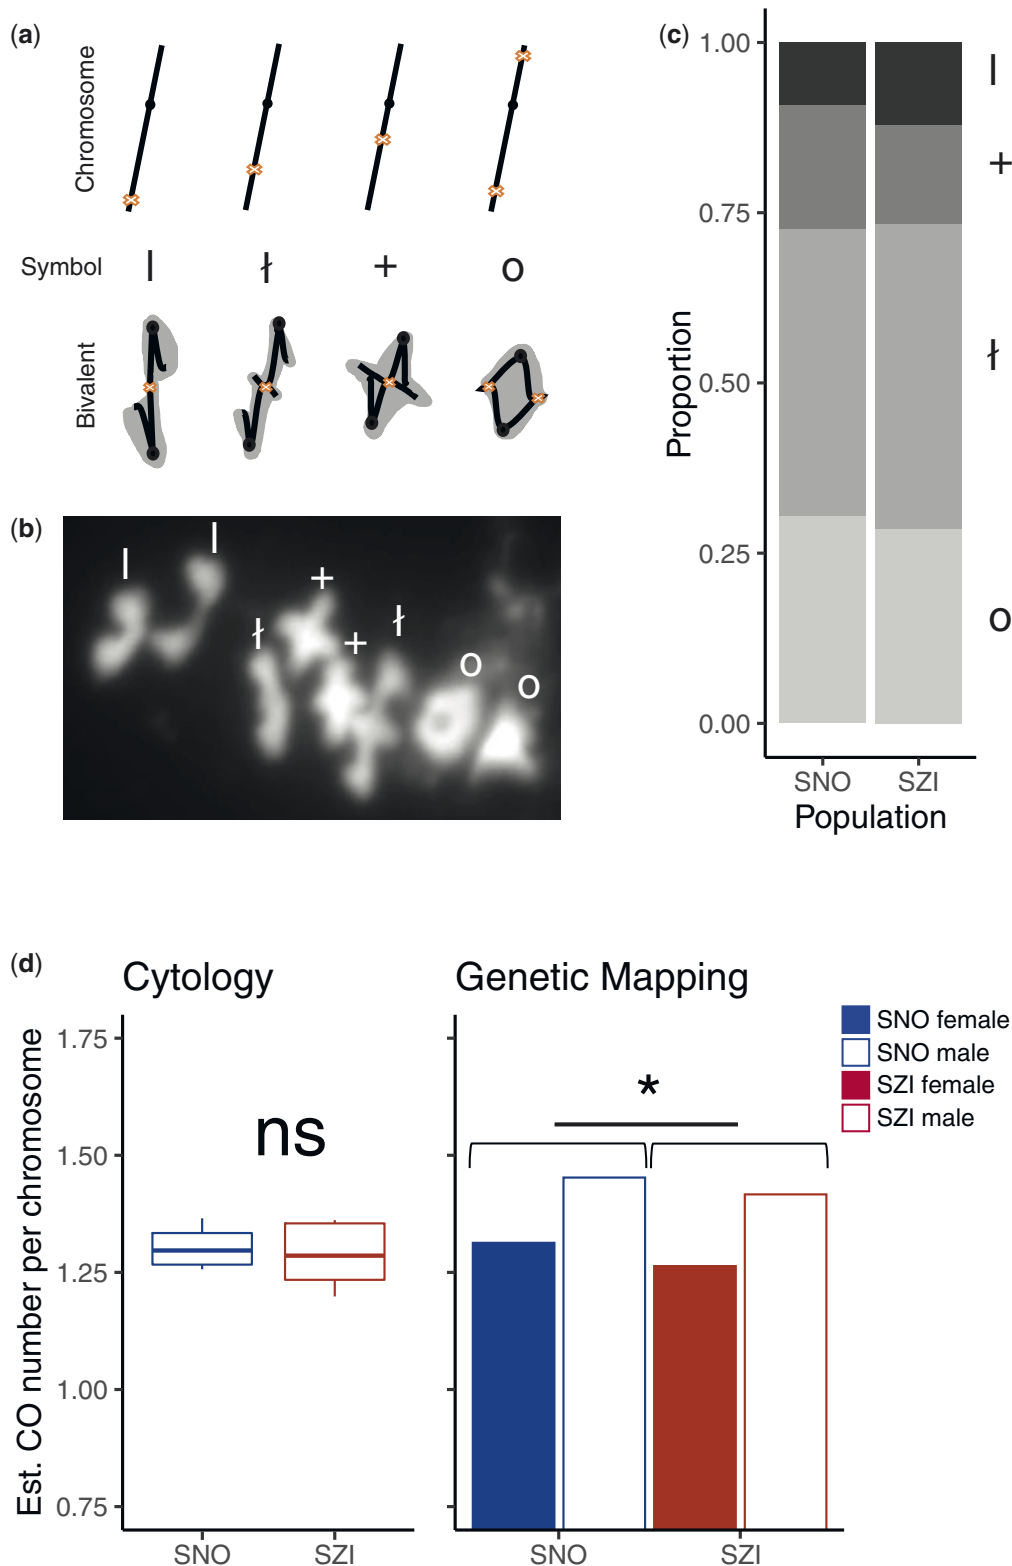 (a)
Chromosome
Symbol
l ł + o
Bivalent
(b)
l l ł + + ł o o
(c)
Proportion
1.00
0.75
0.50
0.25
0.00
l
+
ł
o
SNO SZI
Population
(d)
Cytology
Genetic Mapping
Est. CO number per chromosome
1.75
1.50
1.25
1.00
0.75
ns
*
SNO SZI
SNO SZI
SNO female
SNO male
SZI female
SZI male